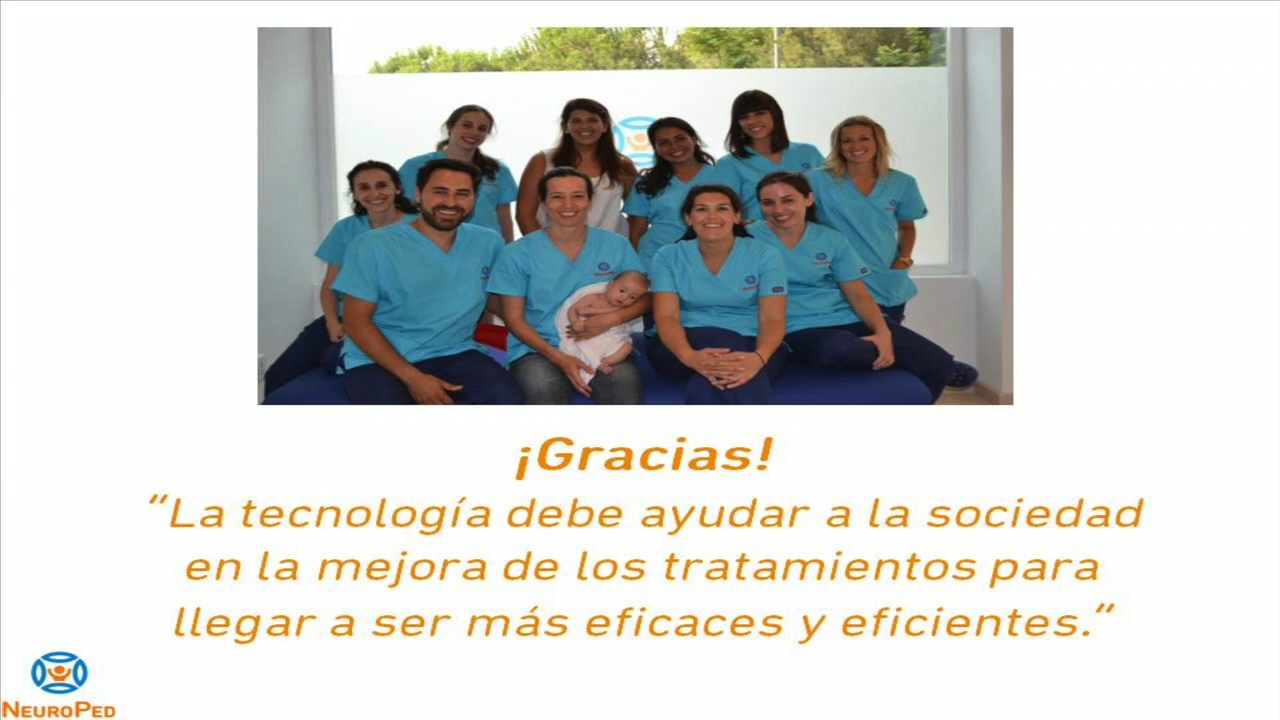 ¡Gracias!
“La tecnología debe ayudar a la sociedad
en la mejora de los tratamientos para
llegar a ser más eficaces y eficientes.”
NEUROPED